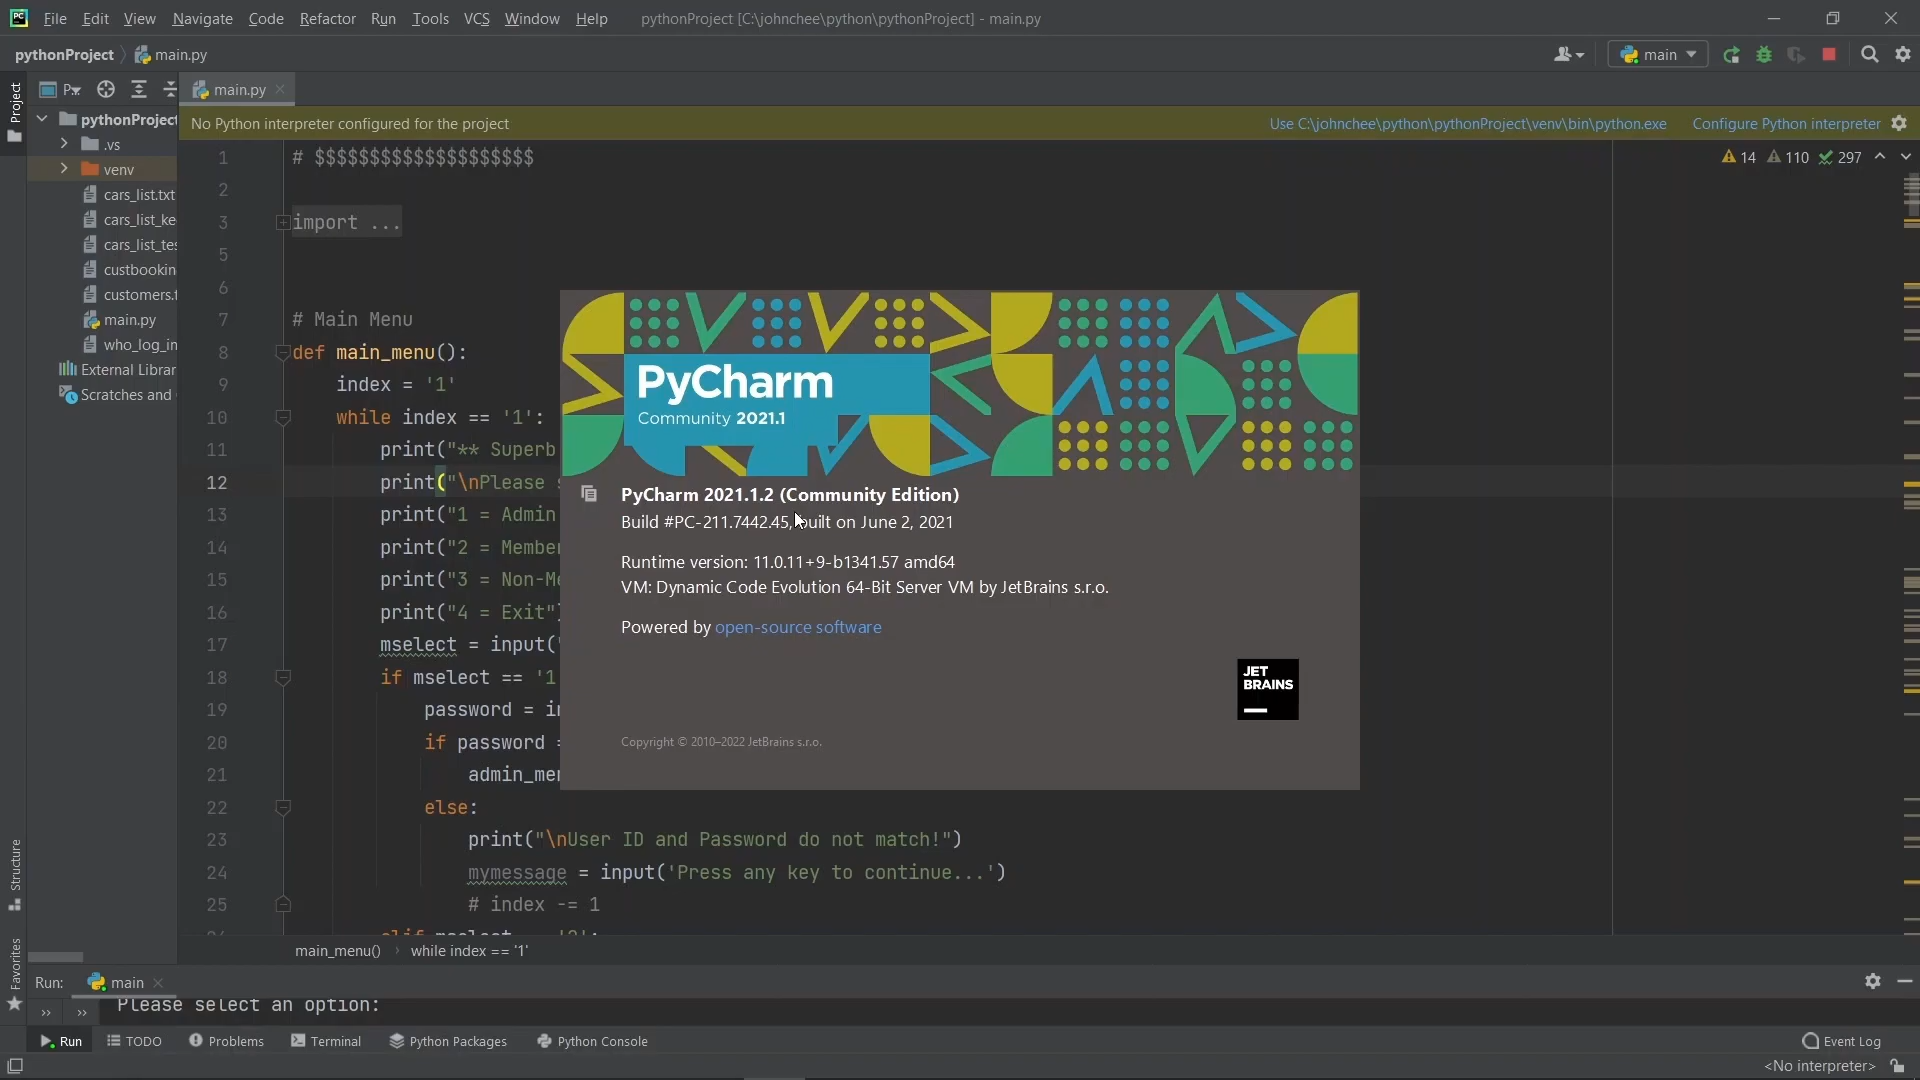 File Edit View Navigate Code Refactor Run Tools VCS Window Help pythonProject [C:\johnchee\python\pythonProject] - main.py
pythonProject main.py main
Project
P...
main.py
pythonProject
No Python interpreter configured for the project Use C:\johnchee\python\pythonProject\venv\bin\python.exe Configure Python interpreter
.vs
venv
cars_list.txt
cars_list_ke
cars_list_tes
custbookin
customers.t
main.py
who_log_in
External Librar
Scratches and
14 110 297
1 # $$$$$$$$$$$$$$$$$$$$
2
3 import ...
5
6
7 # Main Menu
8 def main_menu():
9 index = '1'
10 while index == '1':
11 print("** Superb
12 print("\nPlease s
13 print("1 = Admin
14 print("2 = Member
15 print("3 = Non-Me
16 print("4 = Exit")
17 mselect = input('
18 if mselect == '1
19 password = in
20 if password =
21 admin_men
22 else:
23 print("\nUser ID and Password do not match!")
24 mymessage = input('Press any key to continue...')
25 # index -= 1
PyCharm
Community 2021.1
PyCharm 2021.1.2 (Community Edition)
Build #PC-211.7442.45, built on June 2, 2021
Runtime version: 11.0.11+9-b1341.57 amd64
VM: Dynamic Code Evolution 64-Bit Server VM by JetBrains s.r.o.
Powered by open-source software
JET
BRAINS
Copyright © 2010–2022 JetBrains s.r.o.
Structure
Favorites
main_menu() while index == '1'
Run: main
Please select an option:
Run TODO Problems Terminal Python Packages Python Console Event Log
<No interpreter>